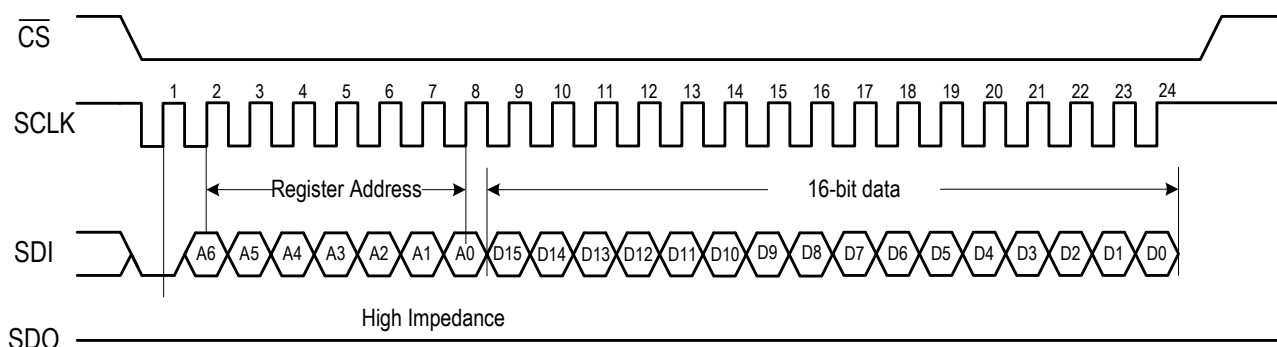 CS
1 2 3 4 5 6 7 8 9 10 11 12 13 14 15 16 17 18 19 20 21 22 23 24
SCLK
Register Address 16-bit data
SDI A6 A5 A4 A3 A2 A1 A0 D15 D14 D13 D12 D11 D10 D9 D8 D7 D6 D5 D4 D3 D2 D1 D0
High Impedance
SDO